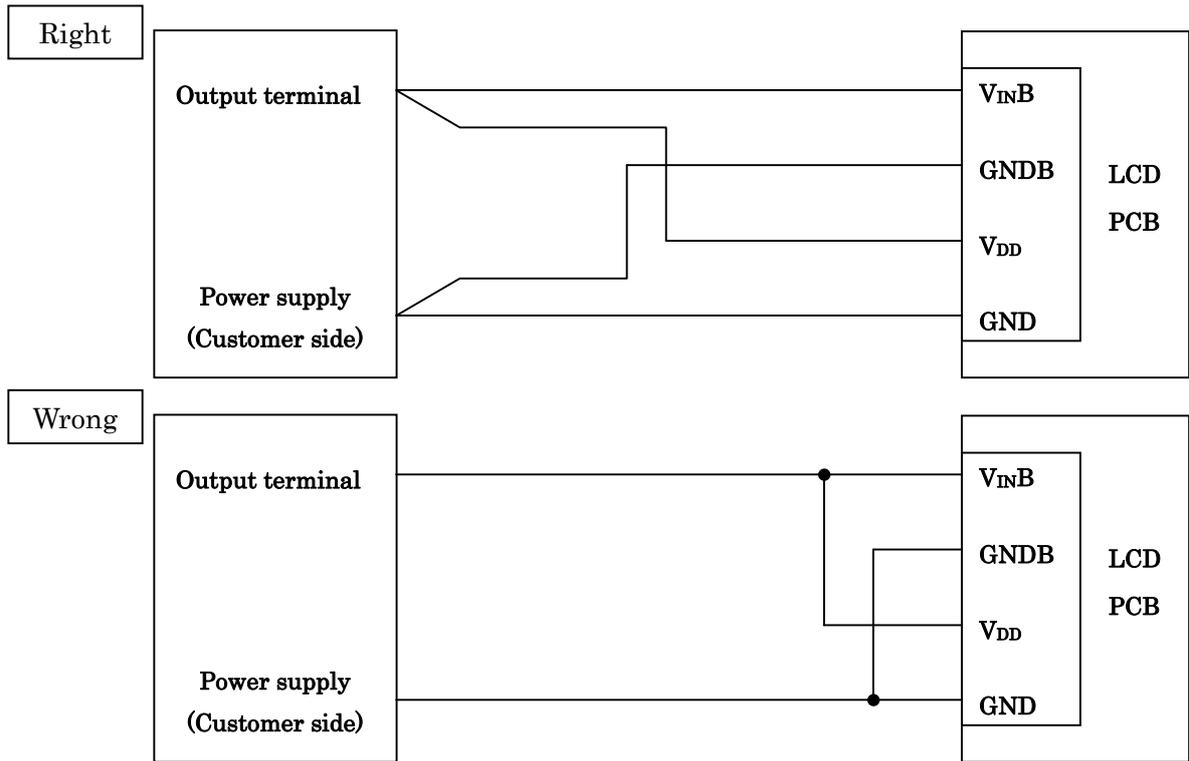 Right
Output terminal
Power supply
(Customer side)
VINB
GNDB
VDD
GND
LCD
PCB
Wrong
Output terminal
Power supply
(Customer side)
VINB
GNDB
VDD
GND
LCD
PCB